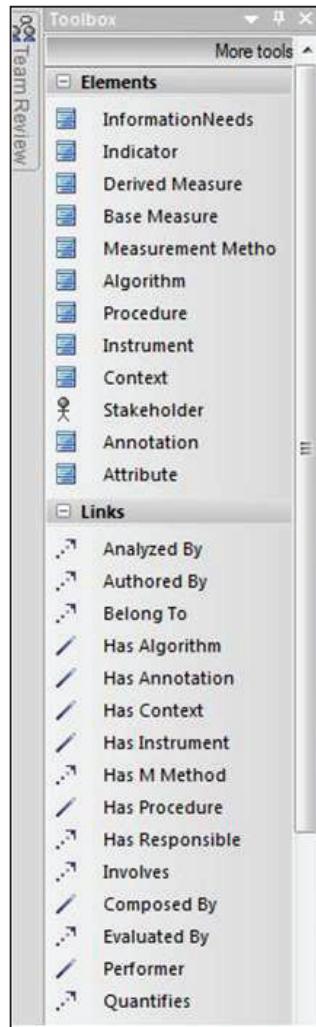 Toolbox
More tools
Team Review
Elements
InformationNeeds
Indicator
Derived Measure
Base Measure
Measurement Metho
Algorithm
Procedure
Instrument
Context
Stakeholder
Annotation
Attribute
Links
Analyzed By
Authored By
Belong To
Has Algorithm
Has Annotation
Has Context
Has Instrument
Has M Method
Has Procedure
Has Responsible
Involves
Composed By
Evaluated By
Performer
Quantifies